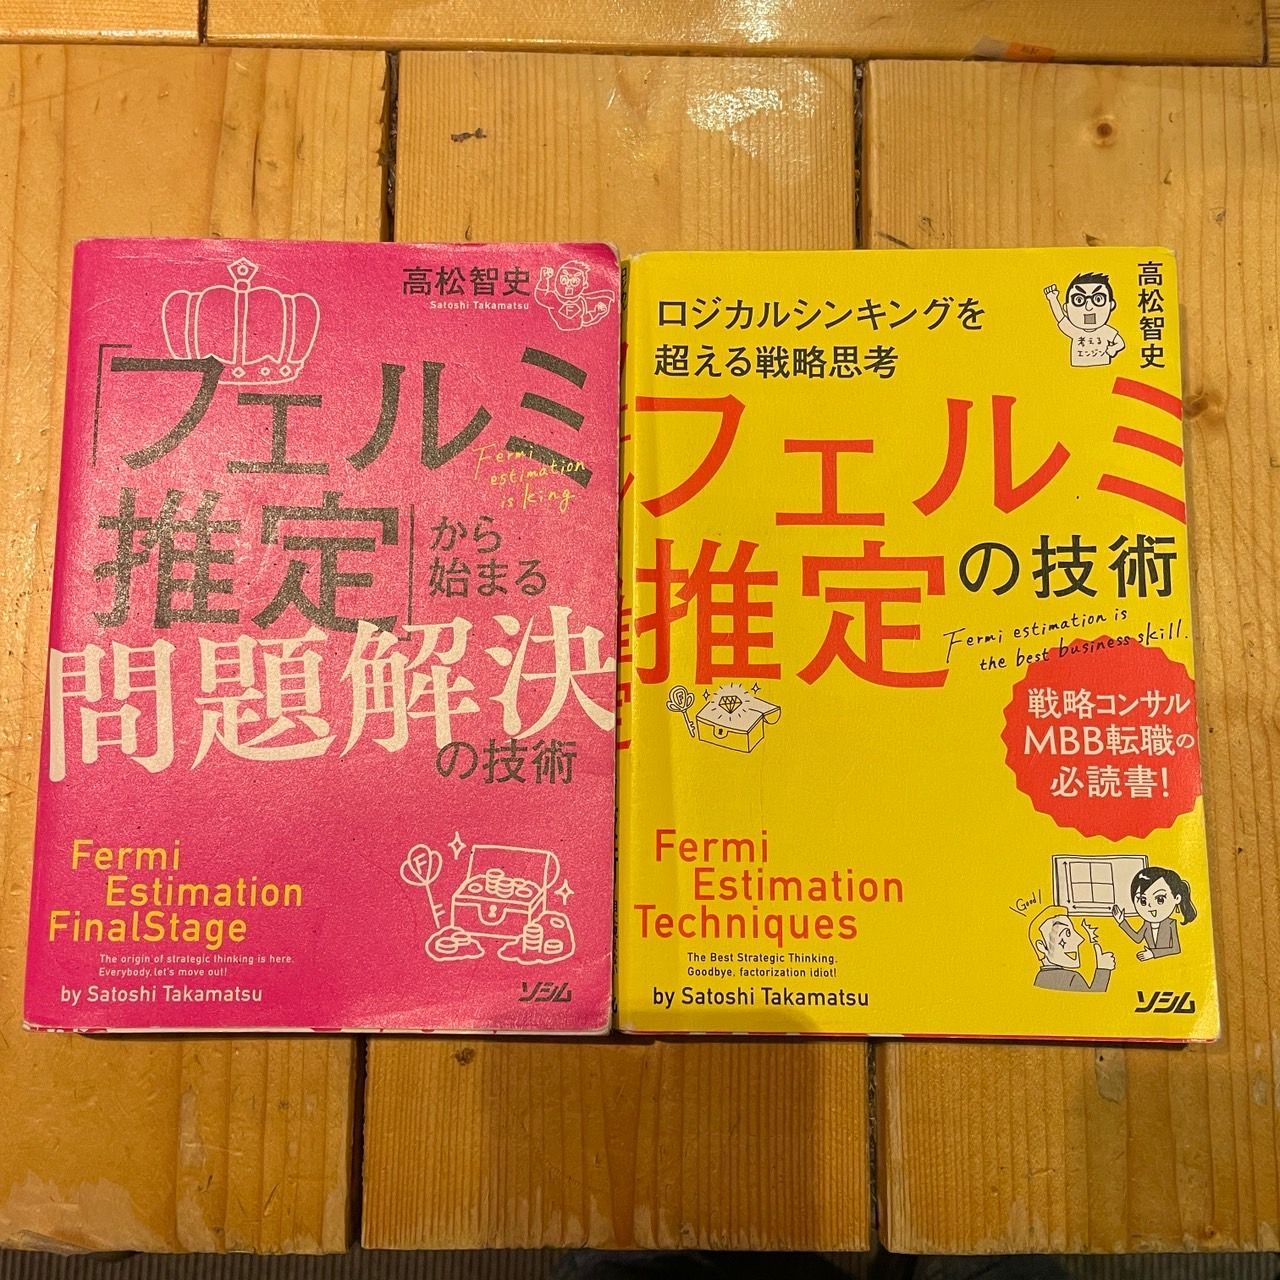 高松智史
Satoshi Takamatsu
「フェルミ
推定」
から
始まる
Fermi
estimation
is king.
問題解決
の技術
F
Fermi
Estimation
FinalStage
The origin of strategic thinking is here.
Everybody, let's move out!
by Satoshi Takamatsu
ソシム
ロジカルシンキングを
超える戦略思考
高松智史
考える
エンジン
フェルミ
推定の技術
Fermi estimation is
the best business skill.
F
戦略コンサル
MBB転職の
必読書!
Fermi
Estimation
Techniques
Good!
The Best Strategic Thinking.
Goodbye, factorization idiot!
by Satoshi Takamatsu
ソシム